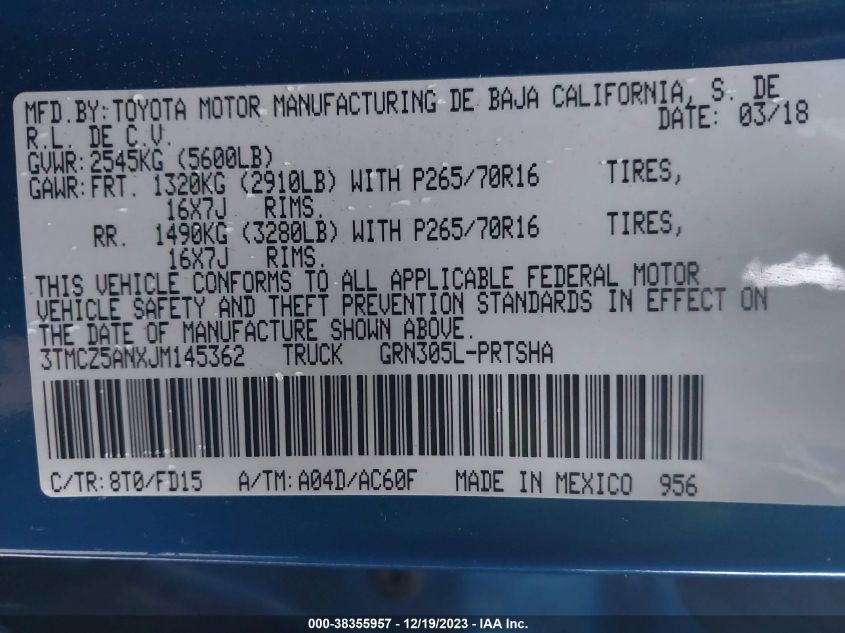 MFD.BY:TOYOTA MOTOR MANUFACTURING DE BAJA CALIFORNIA, S. DE
R.L. DE C.V. DATE: 03/18
GVWR:2545KG (5600LB)
GAWR:FRT. 1320KG (2910LB) WITH P265/70R16 TIRES,
16X7J RIMS.
RR. 1490KG (3280LB) WITH P265/70R16 TIRES,
16X7J RIMS.
THIS VEHICLE CONFORMS TO ALL APPLICABLE FEDERAL MOTOR
VEHICLE SAFETY AND THEFT PREVENTION STANDARDS IN EFFECT ON
THE DATE OF MANUFACTURE SHOWN ABOVE.
3TMCZ5ANXJM145362 TRUCK GRN305L-PRTSHA
C/TR:8T0/FD15 A/TM:A04D/AC60F MADE IN MEXICO 956
000-38355957 - 12/19/2023 - IAA Inc.